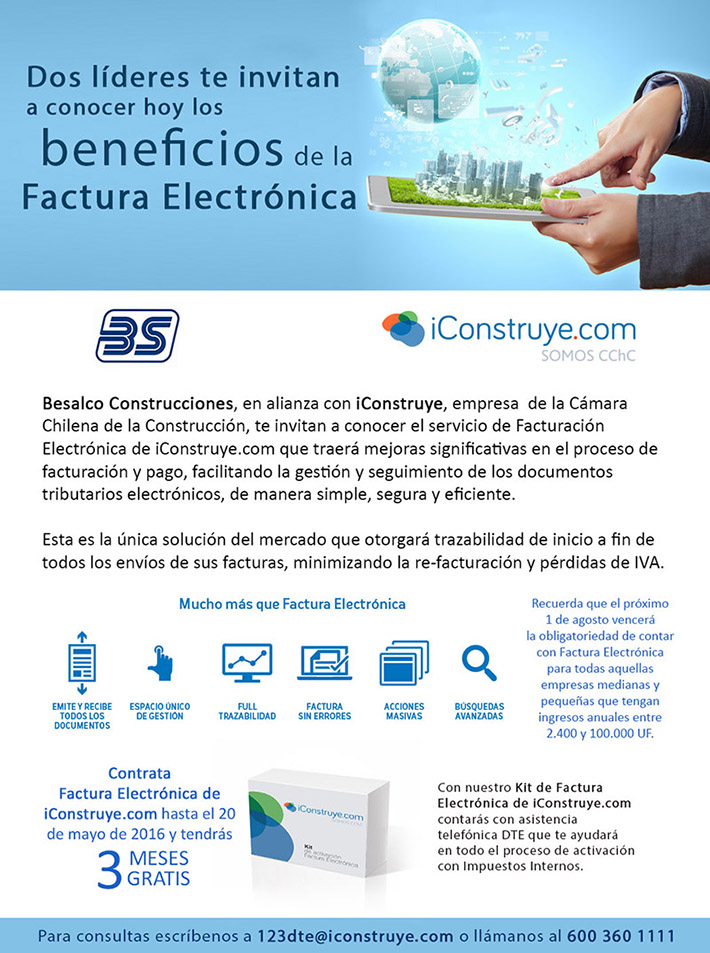 Dos líderes te invitan
a conocer hoy los
beneficios de la
Factura Electrónica
BS
iConstruye.com
SOMOS CChC
Besalco Construcciones, en alianza con iConstruye, empresa de la Cámara
Chilena de la Construcción, te invitan a conocer el servicio de Facturación
Electrónica de iConstruye.com que traerá mejoras significativas en el proceso de
facturación y pago, facilitando la gestión y seguimiento de los documentos
tributarios electrónicos, de manera simple, segura y eficiente.
Esta es la única solución del mercado que otorgará trazabilidad de inicio a fin de
todos los envíos de sus facturas, minimizando la re-facturación y pérdidas de IVA.
Mucho más que Factura Electrónica
EMITE Y RECIBE
TODOS LOS
DOCUMENTOS
ESPACIO ÚNICO
DE GESTIÓN
FULL
TRAZABILIDAD
FACTURA
SIN ERRORES
ACCIONES
MASIVAS
BÚSQUEDAS
AVANZADAS
Recuerda que el próximo
1 de agosto vencerá
la obligatoriedad de contar
con Factura Electrónica
para todas aquellas
empresas medianas y
pequeñas que tengan
ingresos anuales entre
2.400 y 100.000 UF.
Contrata
Factura Electrónica de
iConstruye.com hasta el 20
de mayo de 2016 y tendrás
3 MESES
GRATIS
iConstruye.com
SOMOS CChC
Kit
de activación
Factura Electrónica
Con nuestro Kit de Factura
Electrónica de iConstruye.com
contarás con asistencia
telefónica DTE que te ayudará
en todo el proceso de activación
con Impuestos Internos.
Para consultas escríbenos a 123dte@iconstruye.com o llámanos al 600 360 1111